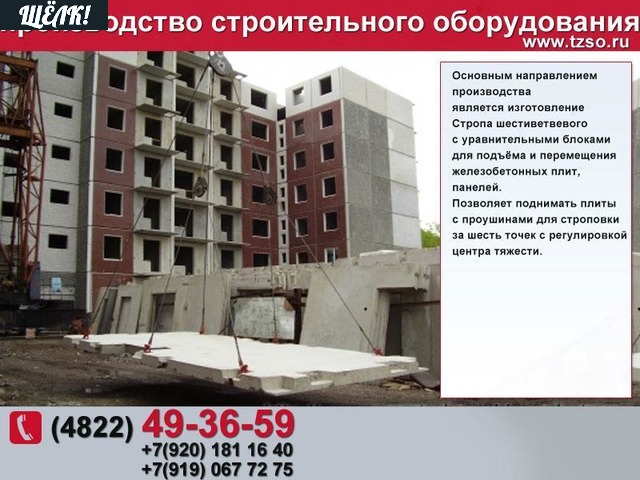 ЩЁЛК!
производство строительного оборудования
www.tzso.ru
Основным направлением
производства
является изготовление
Стропа шестиветвевого
с уравнительными блоками
для подъёма и перемещения
железобетонных плит,
панелей.
Позволяет поднимать плиты
с проушинами для строповки
за шесть точек с регулировкой
центра тяжести.
(4822) 49-36-59
+7(920) 181 16 40
+7(919) 067 72 75